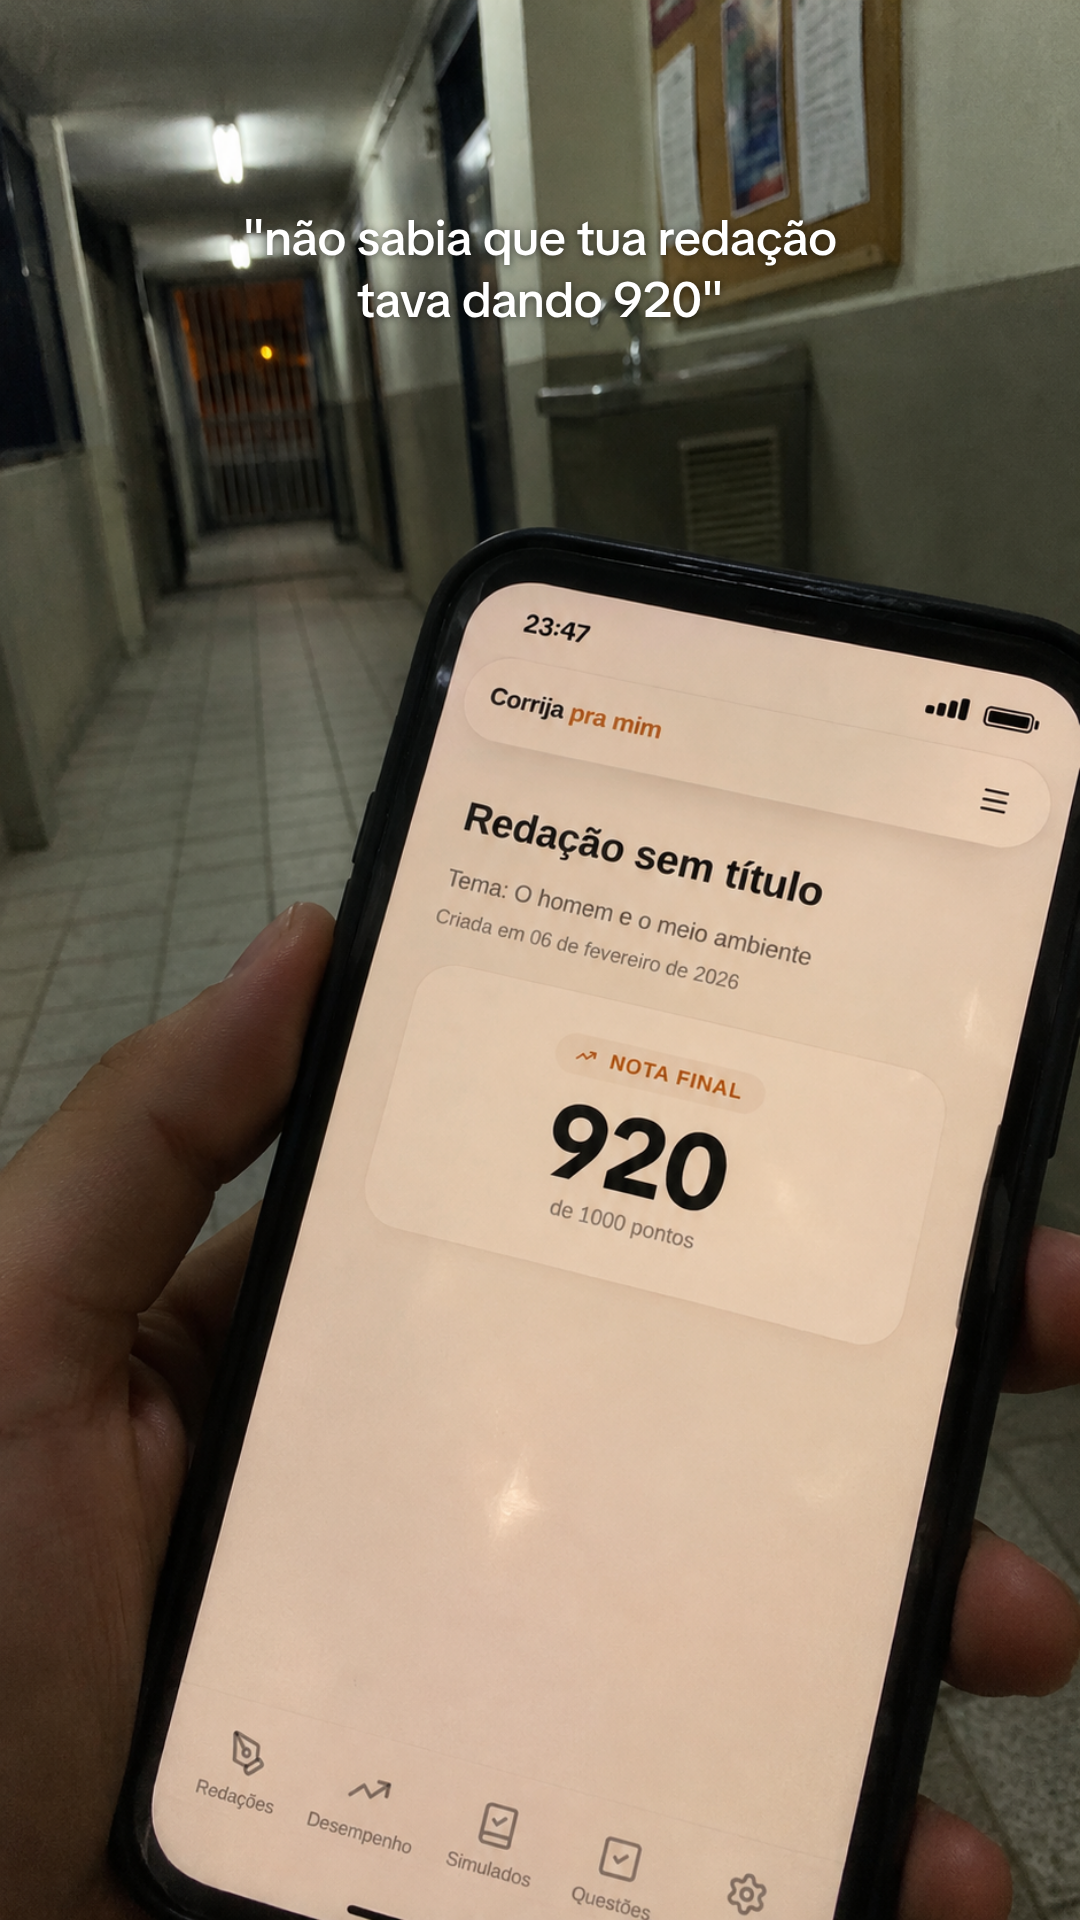 "não sabia que tua redação
tava dando 920"
23:47
Corrija pra mim
Redação sem título
Tema: O homem e o meio ambiente
Criada em 06 de fevereiro de 2026
NOTA FINAL
920
de 1000 pontos
Redações
Desempenho
Simulados
Questões